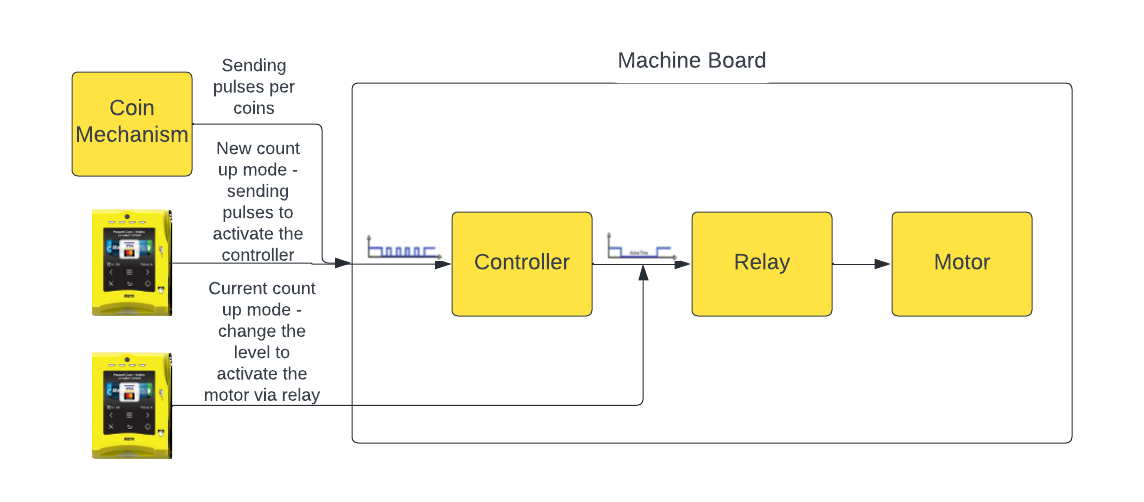 Machine Board
Sending
pulses per
coins
Coin
Mechanism
New count
up mode -
sending
pulses to
activate the
controller
Controller
Relay
Motor
Current count
up mode -
change the
level to
activate the
motor via relay